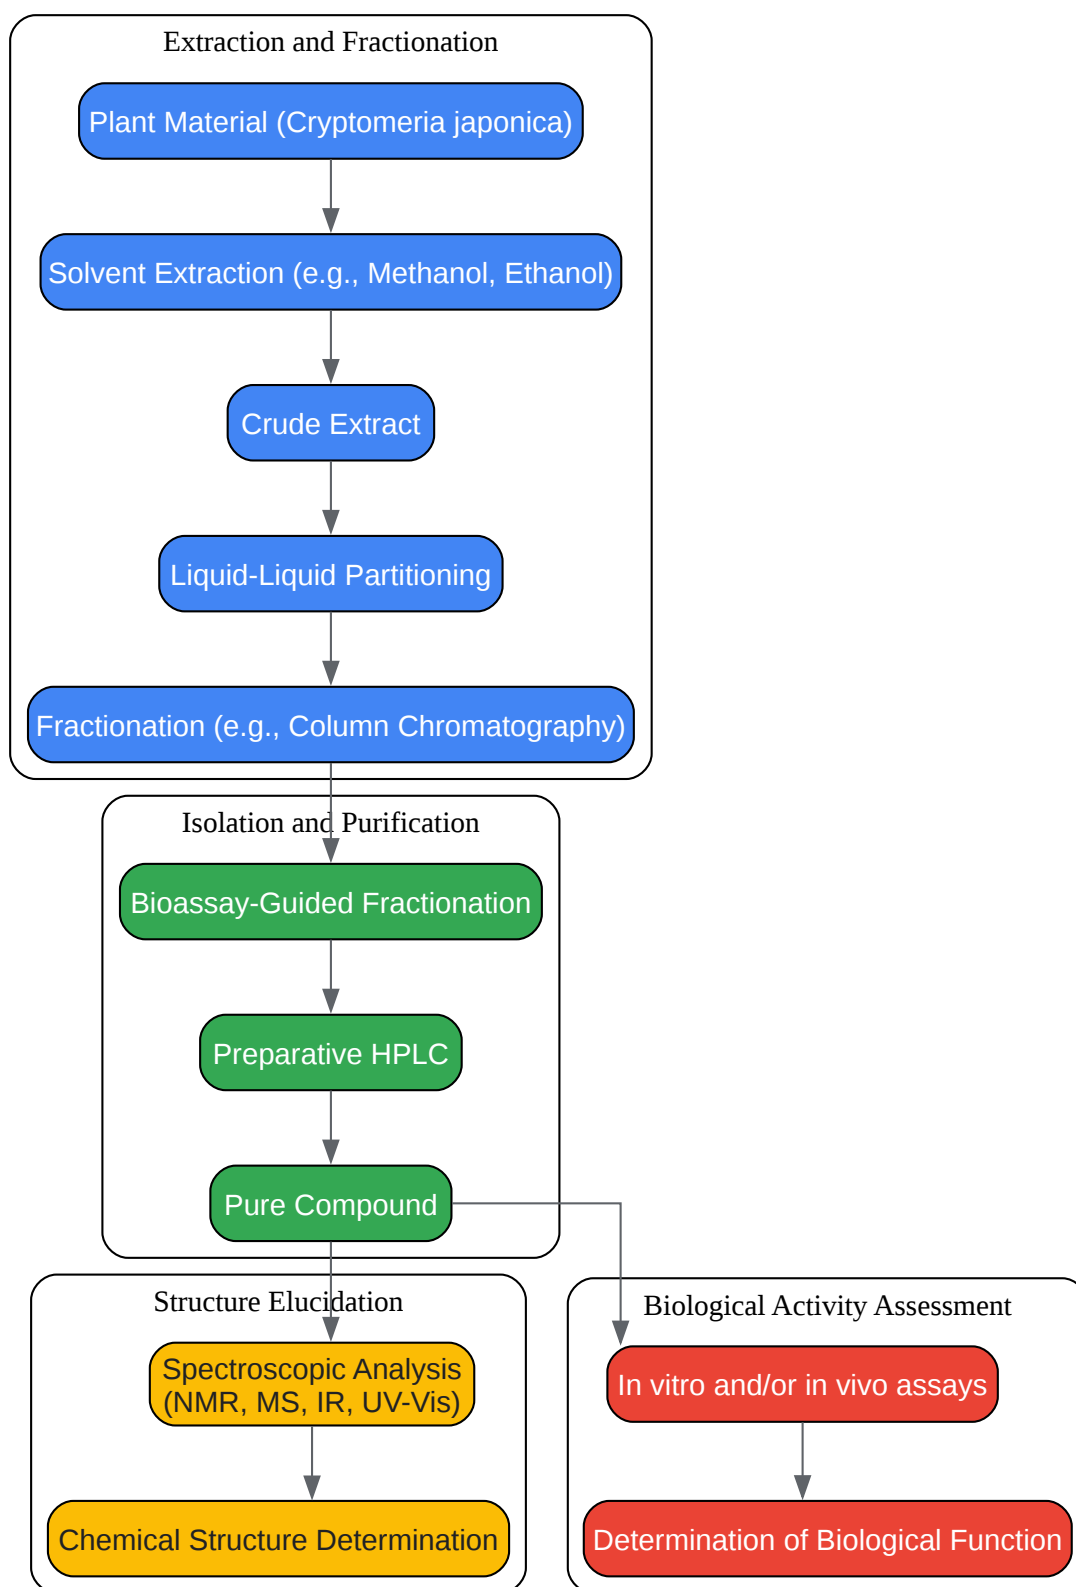 Extraction and Fractionation
Plant Material (Cryptomeria japonica)
Solvent Extraction (e.g., Methanol, Ethanol)
Crude Extract
Liquid-Liquid Partitioning
Fractionation (e.g., Column Chromatography)
Isolation and Purification
Bioassay-Guided Fractionation
Preparative HPLC
Pure Compound
Structure Elucidation
Spectroscopic Analysis
(NMR, MS, IR, UV-Vis)
Chemical Structure Determination
Biological Activity Assessment
In vitro and/or in vivo assays
Determination of Biological Function